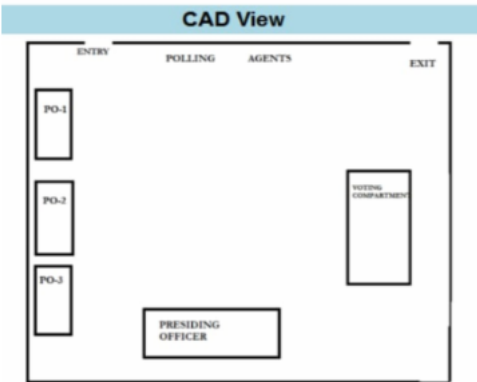 CAD View
ENTRY
POLLING AGENTS
EXIT
PO-1
VOTING
COMPARTMENT
PO-2
PO-3
PRESIDING
OFFICER